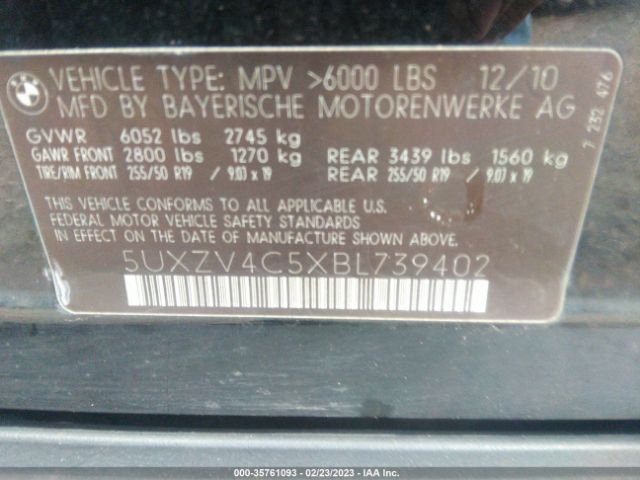 BMW
VEHICLE TYPE: MPV >6000 LBS 12/10
MFD BY BAYERISCHE MOTORENWERKE AG
7 232 476
GVWR 6052 lbs 2745 kg
GAWR FRONT 2800 lbs 1270 kg REAR 3439 lbs 1560 kg
TIRE/RIM FRONT 255/50 R19 / 9.0J x 19 REAR 255/50 R19 / 9.0J x 19
THIS VEHICLE CONFORMS TO ALL APPLICABLE U.S.
FEDERAL MOTOR VEHICLE SAFETY STANDARDS
IN EFFECT ON THE DATE OF MANUFACTURE SHOWN ABOVE.
5UXZV4C5XBL739402
000-35761093 - 02/23/2023 - IAA Inc.